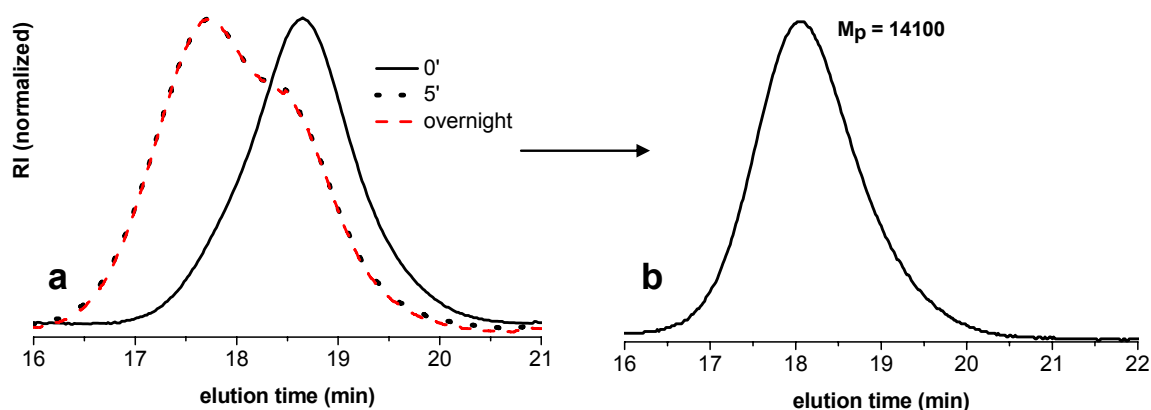 RI (normalized)
0'
5'
overnight
a
16 17 18 19 20 21
elution time (min)
Mp = 14100
b
16 17 18 19 20 21 22
elution time (min)